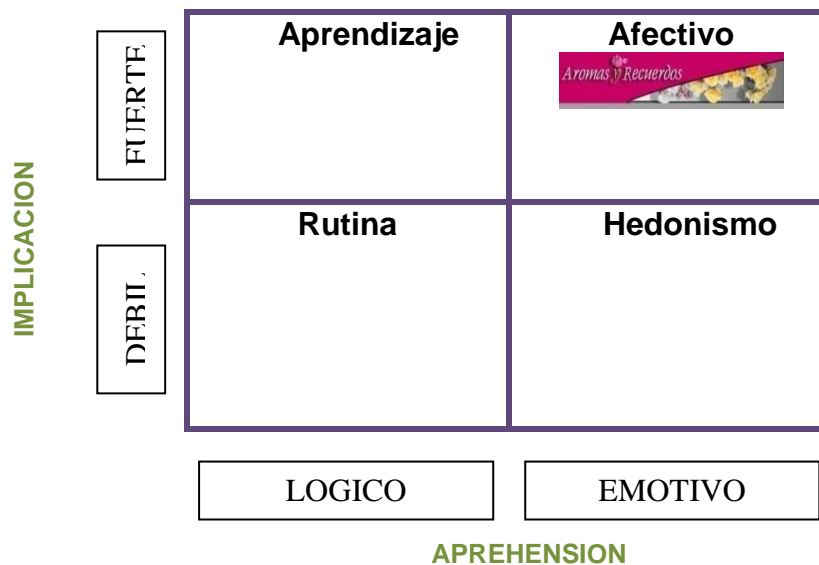 Aprendizaje
Afectivo
Aromas y Recuerdos
FUERTE
Rutina
Hedonismo
DEBIL
IMPLICACION
LOGICO
EMOTIVO
APREHENSION